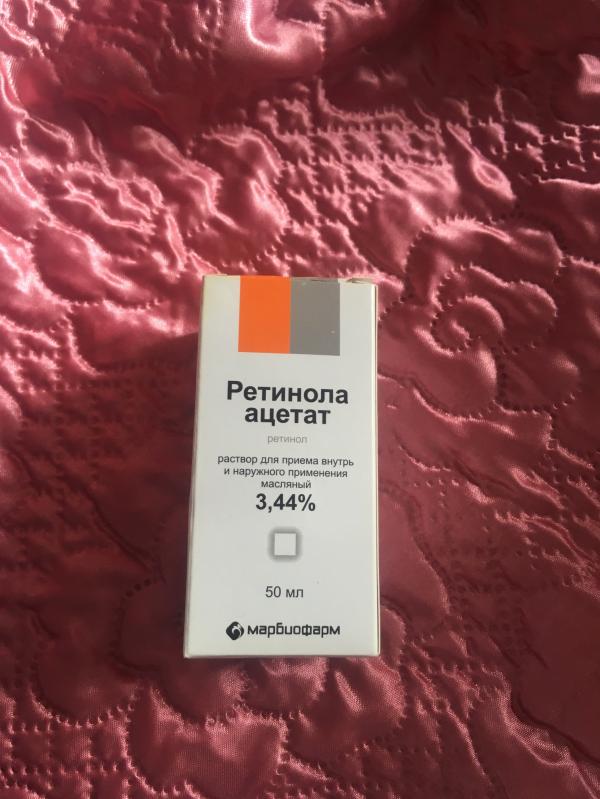 Ретинола
ацетат
ретинол
раствор для приема внутрь
и наружного применения
масляный
3,44%
50 мл
марбиофарм